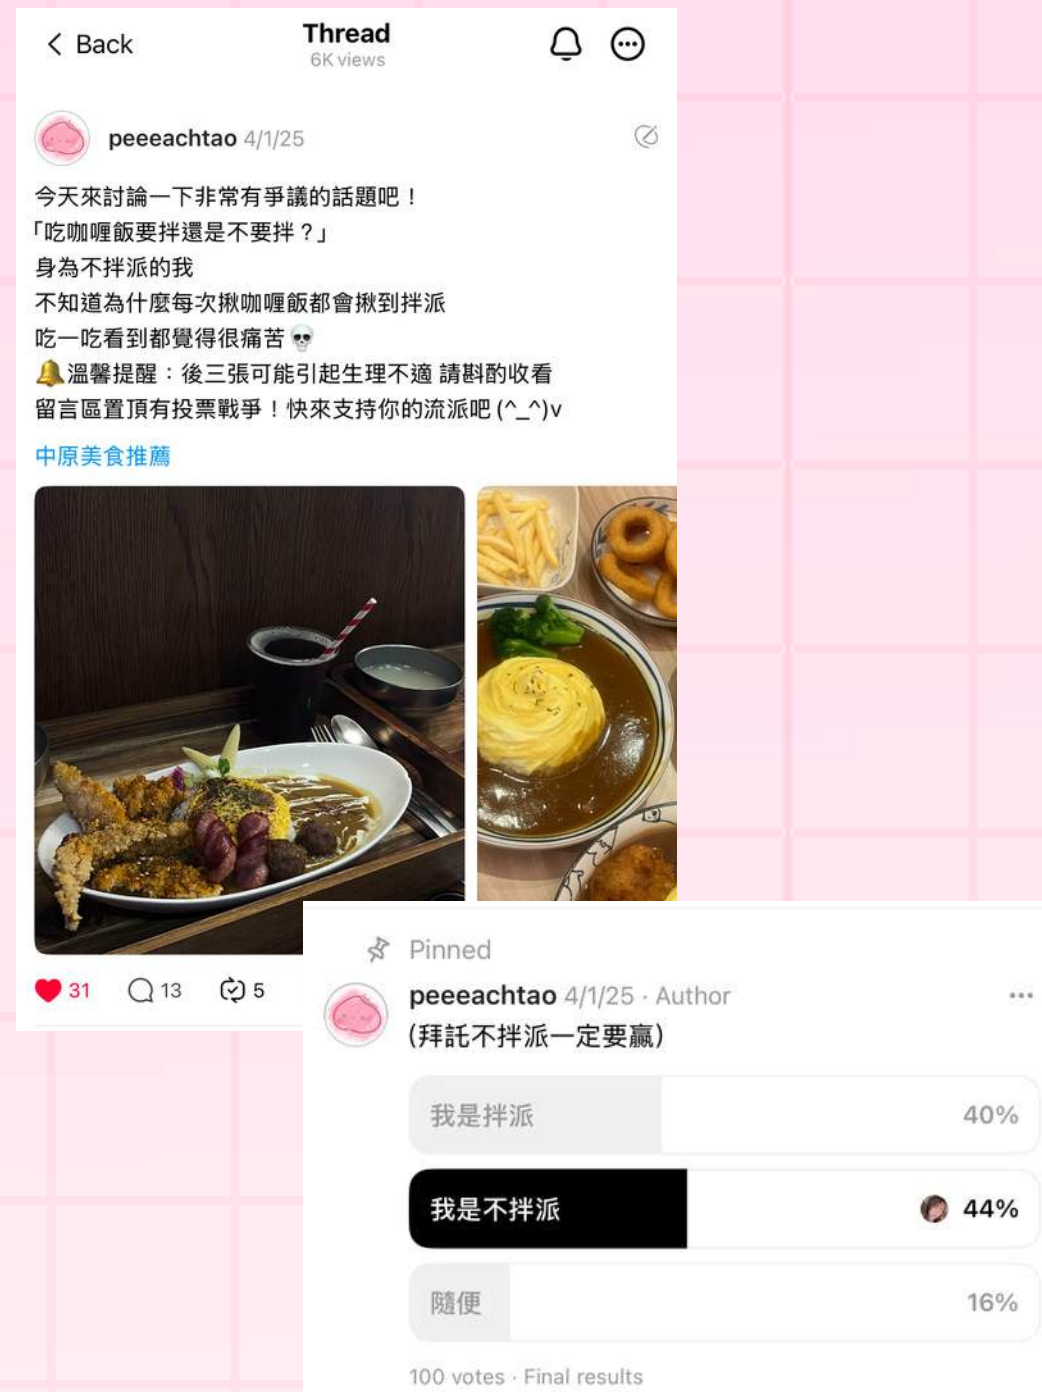 Back
Thread
6K views
peeeachtao 4/1/25
今天來討論一下非常有爭議的話題吧！
「吃咖喱飯要拌還是不要拌？」
身為不拌派的我
不知道為什麼每次揪咖喱飯都會揪到拌派
吃一吃看到都覺得很痛苦💀
🔔溫馨提醒：後三張可能引起生理不適 請斟酌收看
留言區置頂有投票戰爭！快來支持你的流派吧 (^_^)v
中原美食推薦
31 13 5
Pinned
peeeachtao 4/1/25 · Author
(拜託不拌派一定要贏)
我是拌派 40%
我是不拌派 44%
隨便 16%
100 votes · Final results